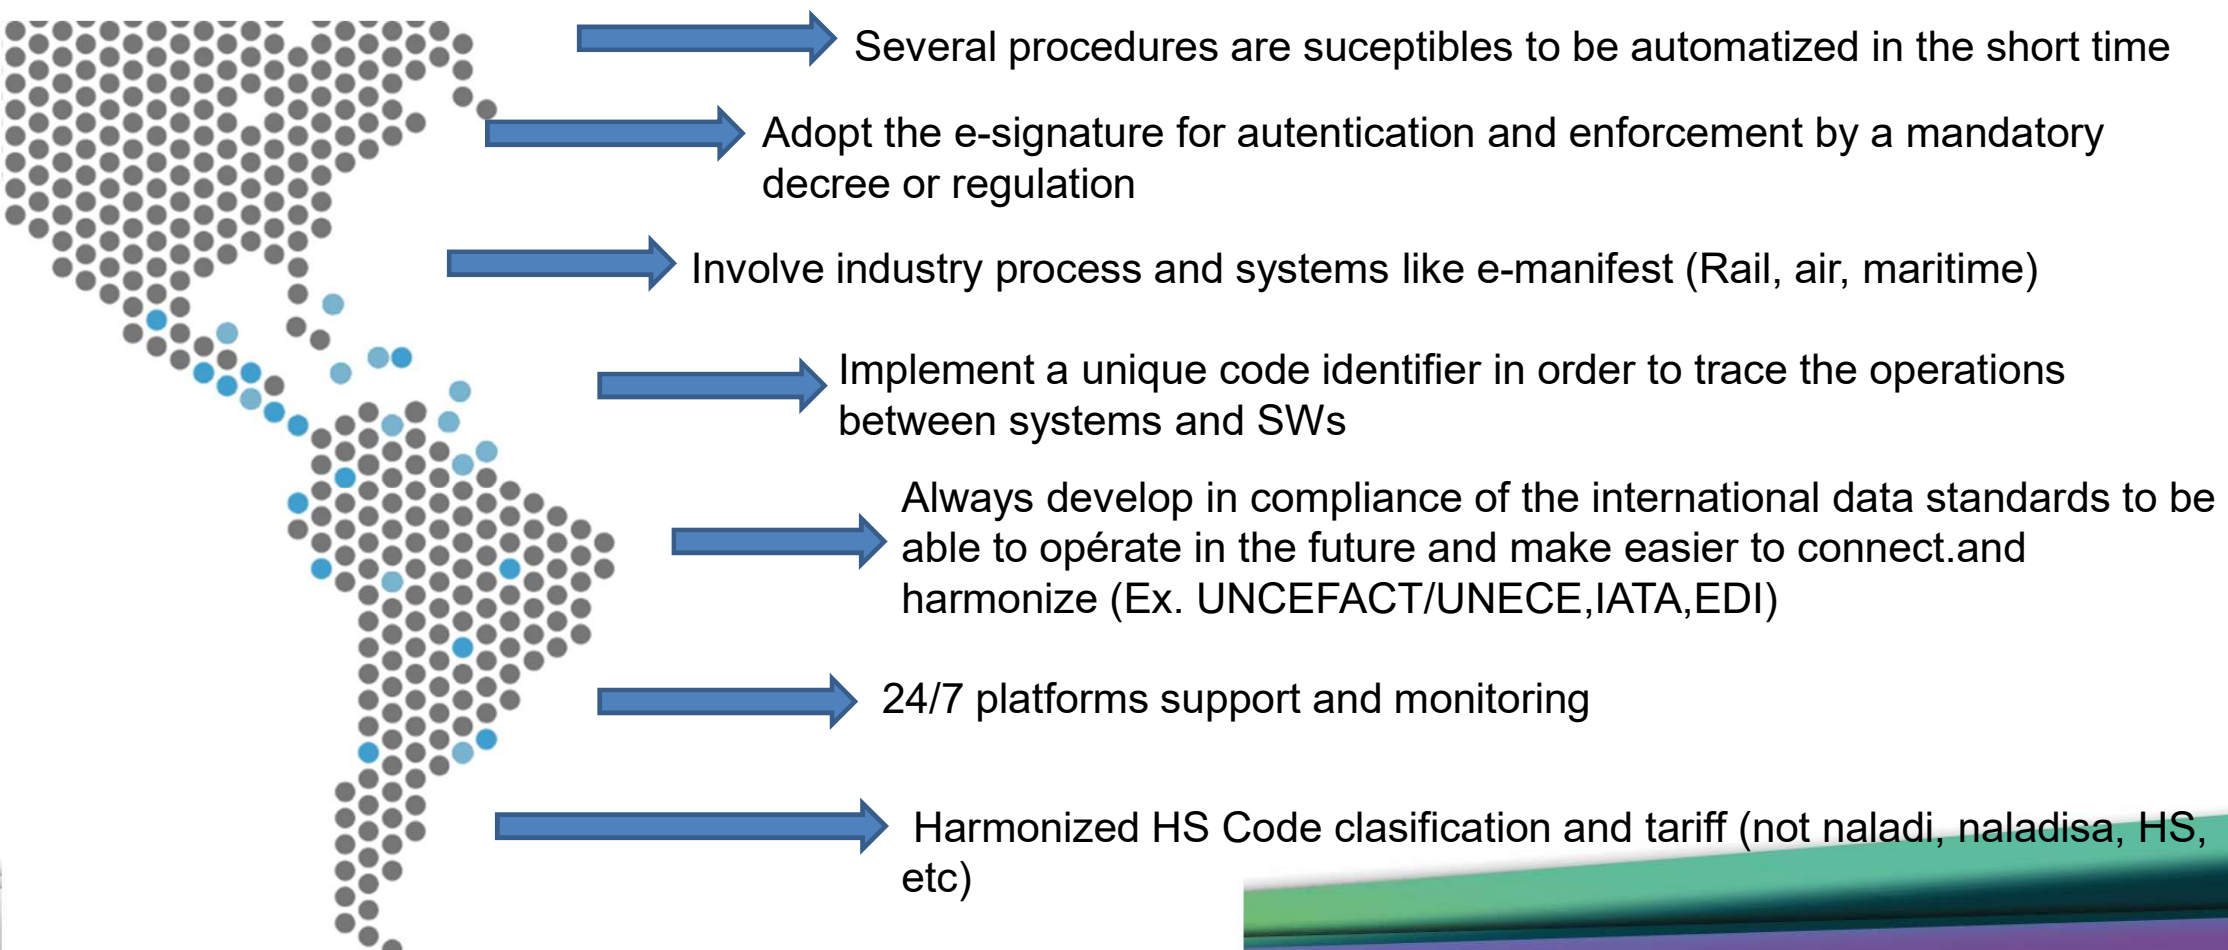 Several procedures are suceptibles to be automatized in the short time
Adopt the e-signature for autentication and enforcement by a mandatory
decree or regulation
Involve industry process and systems like e-manifest (Rail, air, maritime)
Implement a unique code identifier in order to trace the operations
between systems and SWs
Always develop in compliance of the international data standards to be
able to opérate in the future and make easier to connect.and
harmonize (Ex. UNCEFACT/UNECE,IATA,EDI)
24/7 platforms support and monitoring
Harmonized HS Code clasification and tariff (not naladi, naladisa, HS,
etc)